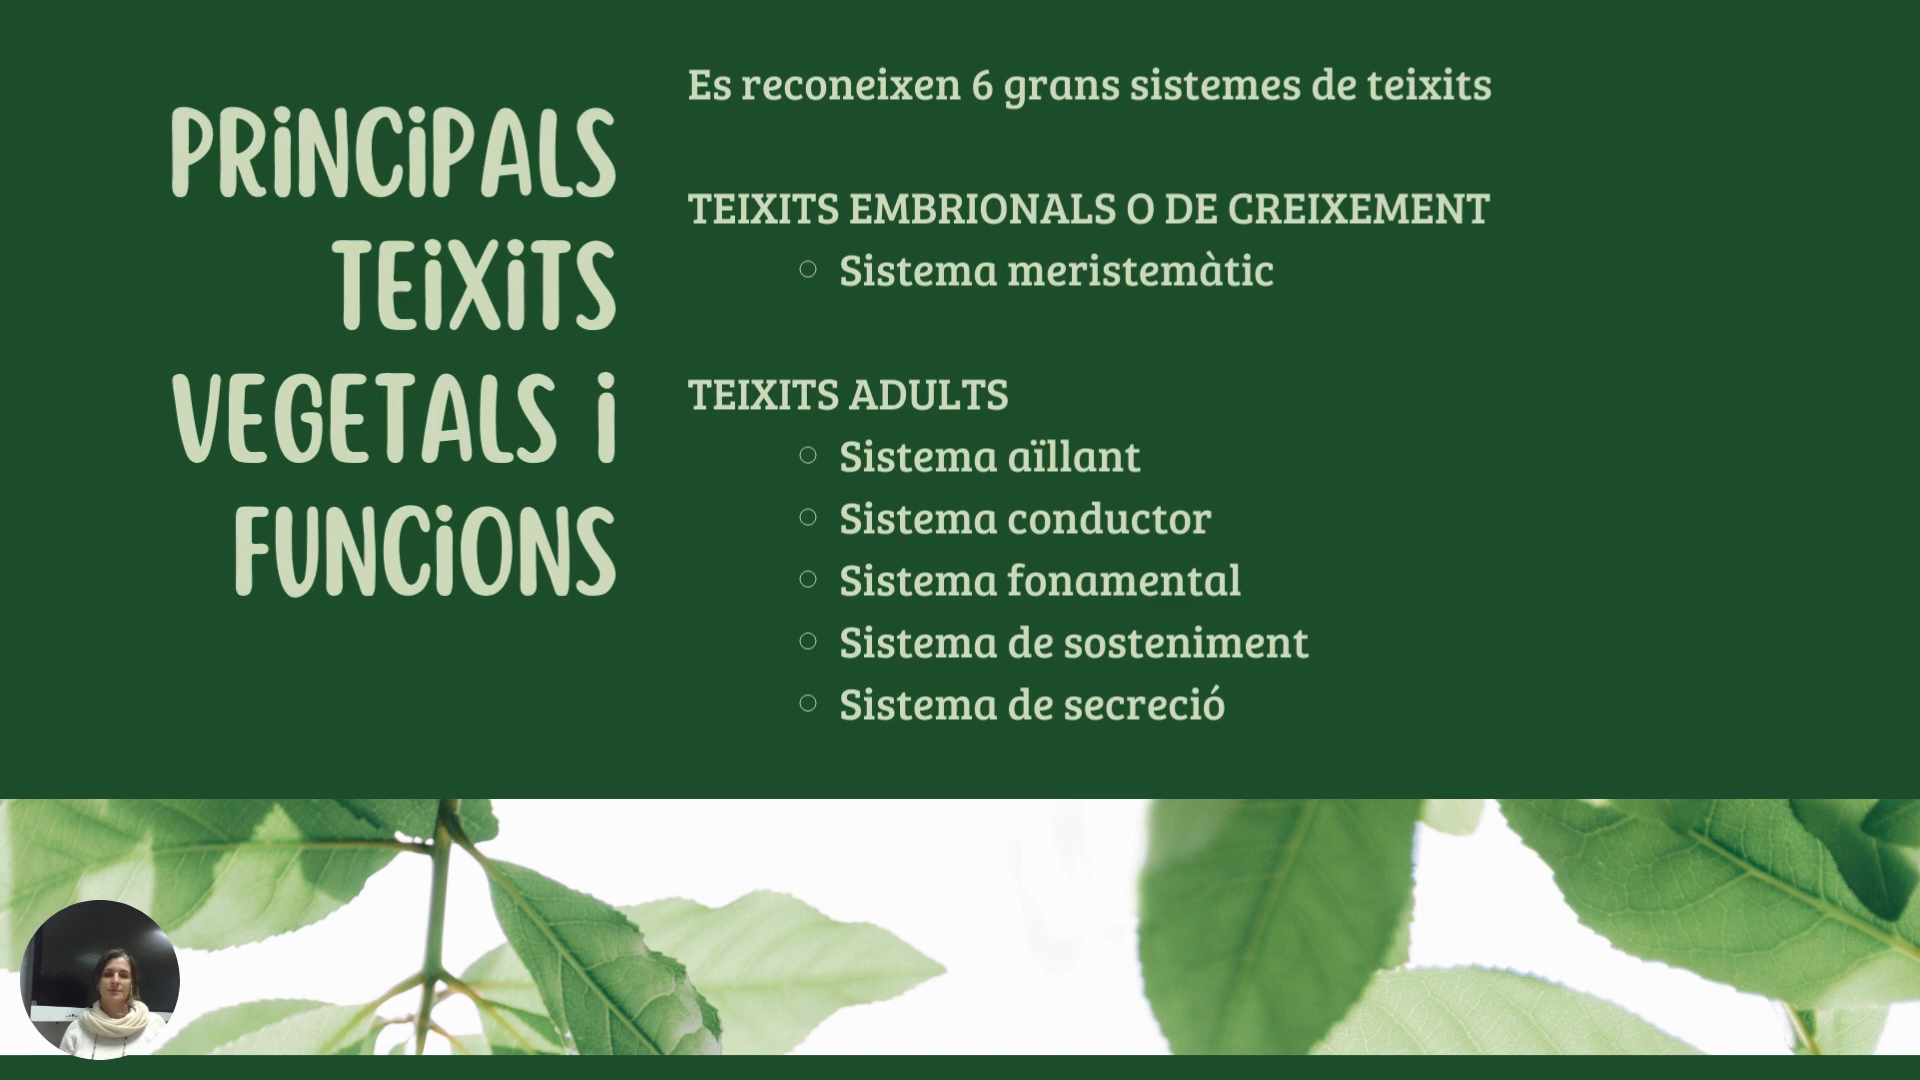 PRINCIPALS
TEIXITS
VEGETALS I
FUNCIONS
Es reconeixen 6 grans sistemes de teixits
TEIXITS EMBRIONALS O DE CREIXEMENT
Sistema meristemàtic
TEIXITS ADULTS
Sistema aïllant
Sistema conductor
Sistema fonamental
Sistema de sosteniment
Sistema de secreció